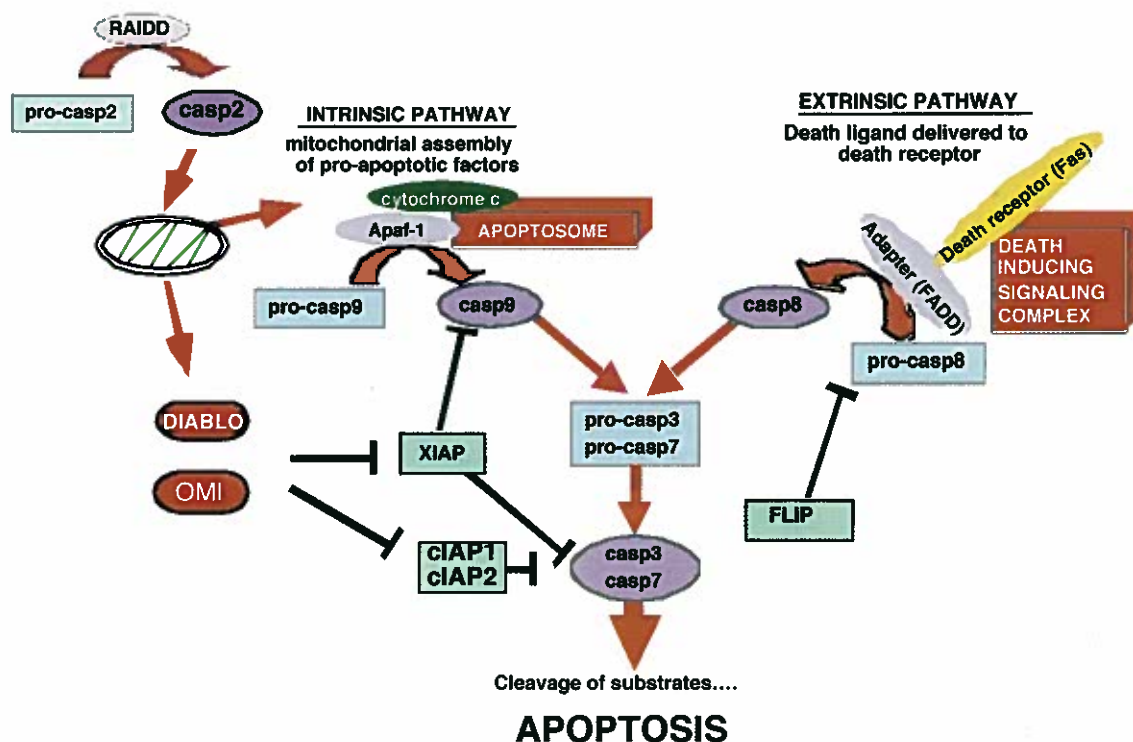 RAIDD
pro-casp2
casp2
INTRINSIC PATHWAY
mitochondrial assembly
of pro-apoptotic factors
cytochrome c
Apaf-1
APOPTOSOME
pro-casp9
casp9
EXTRINSIC PATHWAY
Death ligand delivered to
death receptor
Death receptor (Fas)
Adapter (FADD)
DEATH
INDUCING
SIGNALING
COMPLEX
casp8
pro-casp8
DIABLO
OMI
XIAP
pro-casp3
pro-casp7
FLIP
cIAP1
cIAP2
casp3
casp7
Cleavage of substrates....
APOPTOSIS